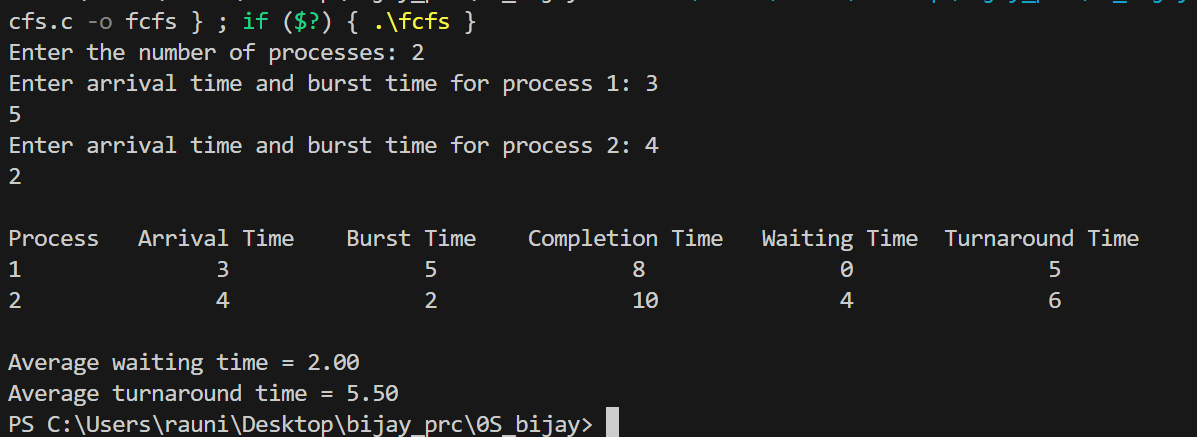 cfs.c -o fcfs } ; if ($?) { .\fcfs }
Enter the number of processes: 2
Enter arrival time and burst time for process 1: 3
5
Enter arrival time and burst time for process 2: 4
2
Process Arrival Time Burst Time Completion Time Waiting Time Turnaround Time
1 3 5 8 0 5
2 4 2 10 4 6
Average waiting time = 2.00
Average turnaround time = 5.50
PS C:\Users\rauni\Desktop\bijay_prc\0S_bijay>